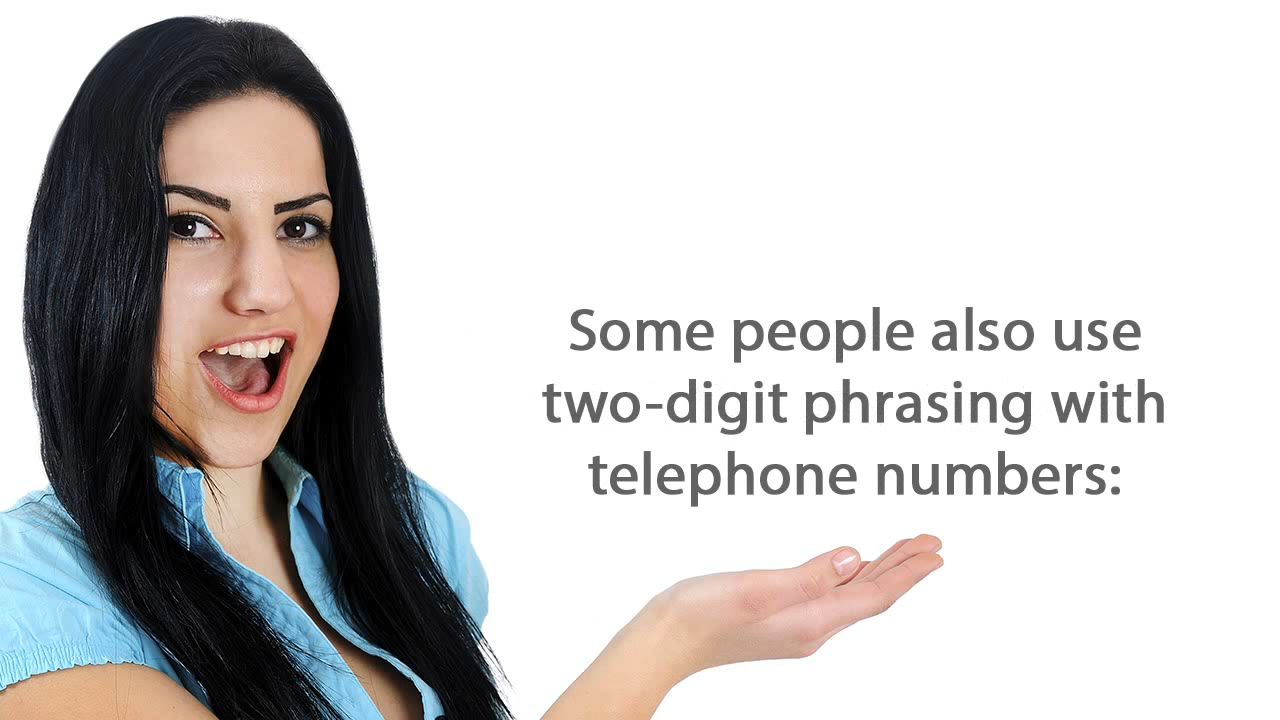 Some people also use
two-digit phrasing with
telephone numbers: